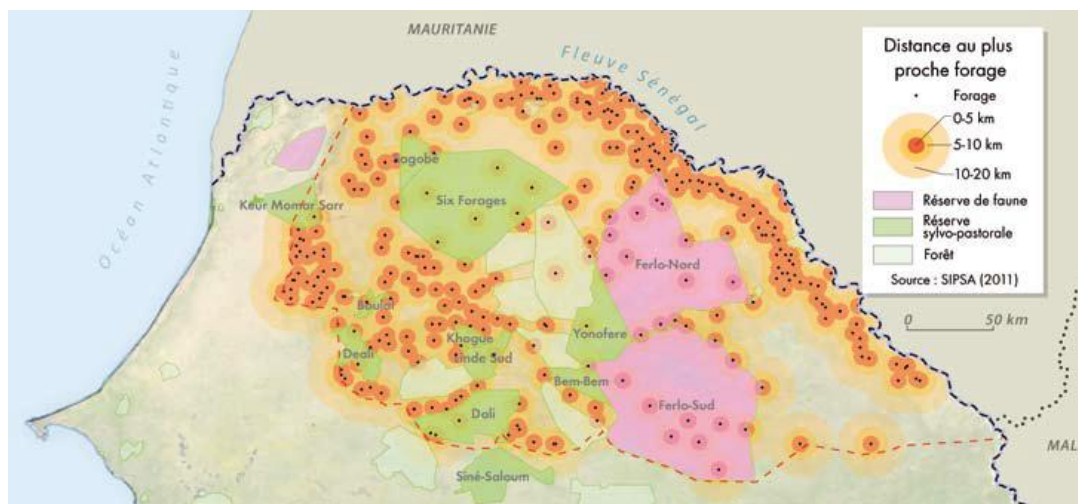 MAURITANIE
Océan Atlantique
Fleuve Sénégal
Distance au plus
proche forage
Forage
0-5 km
5-10 km
10-20 km
Réserve de faune
Réserve
sylvo-pastorale
Forêt
Source : SIPSA (2011)
0 50 km
Keur Momar Sarr
Six Forages
Ferlo-Nord
Boulal
Deali
Khogue
Linde Sud
Yonofere
Bem-Bem
Doli
Ferlo-Sud
Siné-Saloum
MAL